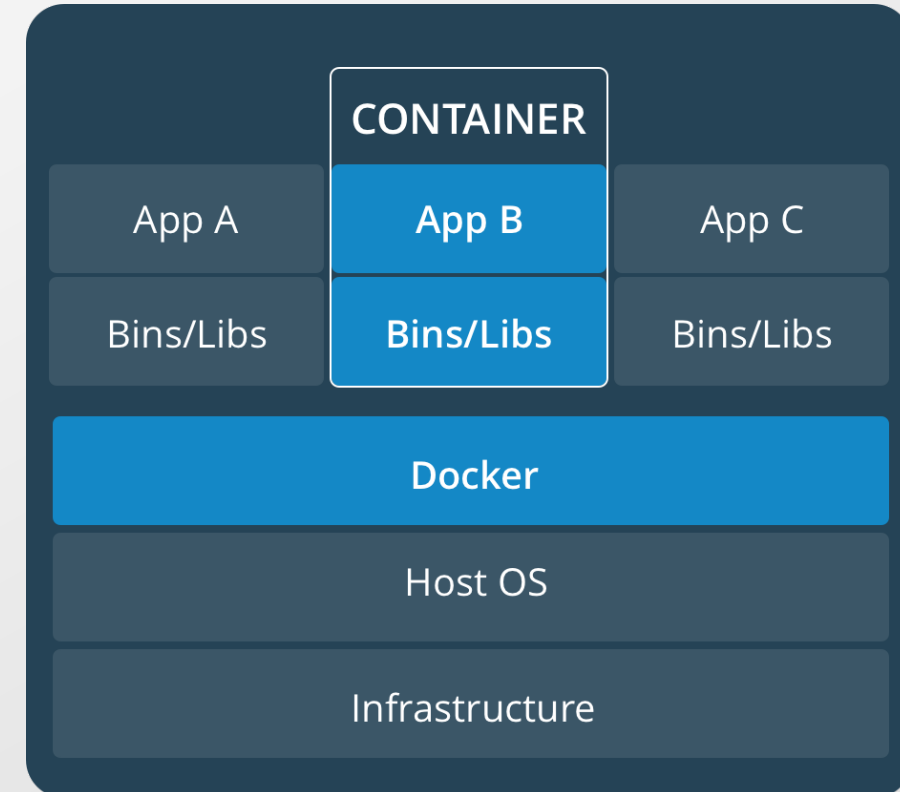 CONTAINER
App A
App B
App C
Bins/Libs
Bins/Libs
Bins/Libs
Docker
Host OS
Infrastructure